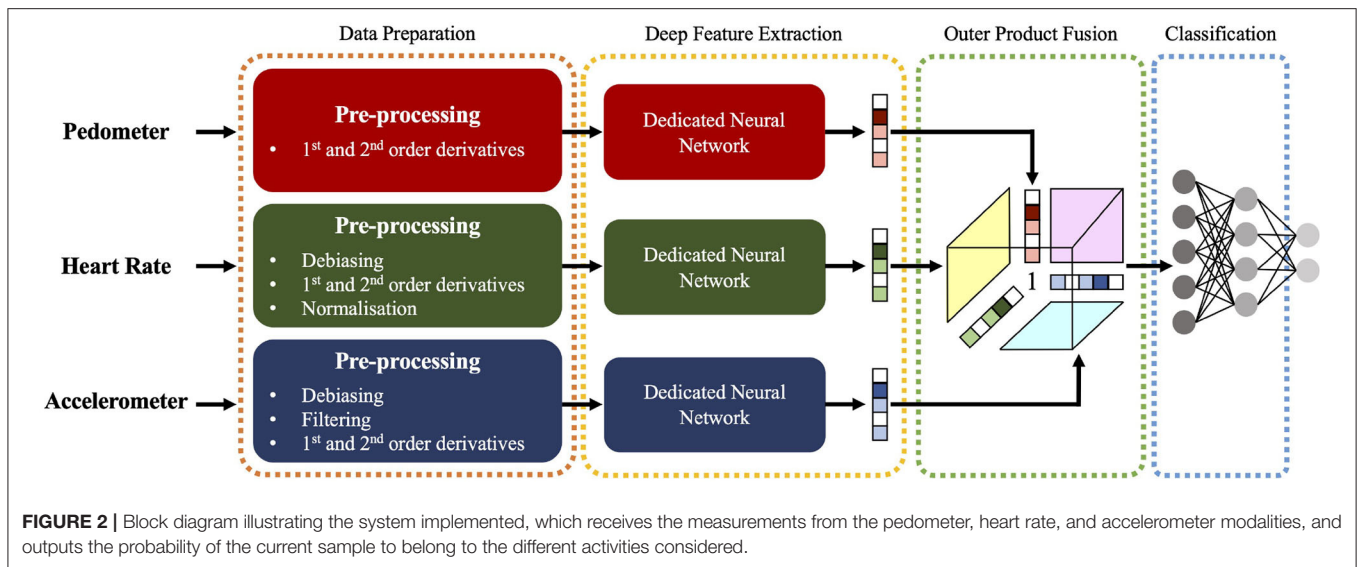 Data Preparation
Deep Feature Extraction
Outer Product Fusion
Classification
Pedometer
Pre-processing
• 1st and 2nd order derivatives
Dedicated Neural
Network
Heart Rate
Pre-processing
• Debiasing
• 1st and 2nd order derivatives
• Normalisation
Dedicated Neural
Network
1
Accelerometer
Pre-processing
• Debiasing
• Filtering
• 1st and 2nd order derivatives
Dedicated Neural
Network
FIGURE 2 | Block diagram illustrating the system implemented, which receives the measurements from the pedometer, heart rate, and accelerometer modalities, and
outputs the probability of the current sample to belong to the different activities considered.